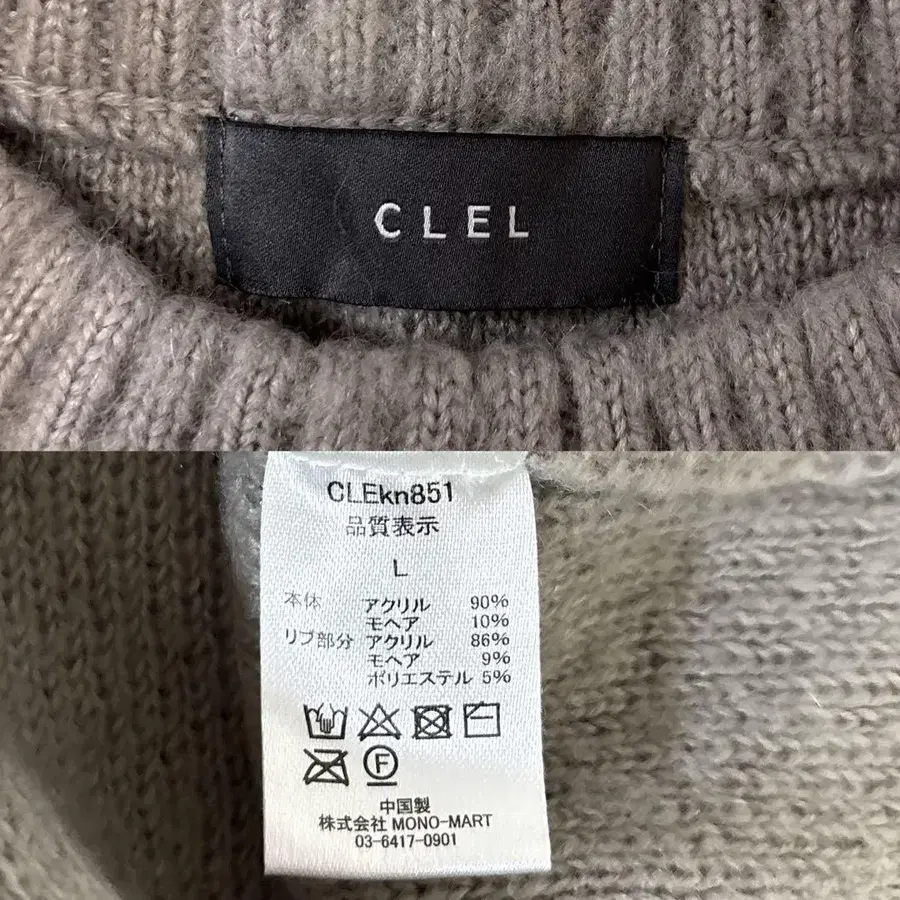 CLEL
CLEkn851
品質表示
L
本体 アクリル 90%
モヘア 10%
リブ部分 アクリル 86%
モヘア 9%
ポリエステル 5%
F
中国製
株式会社 MONO-MART
03-6417-0901